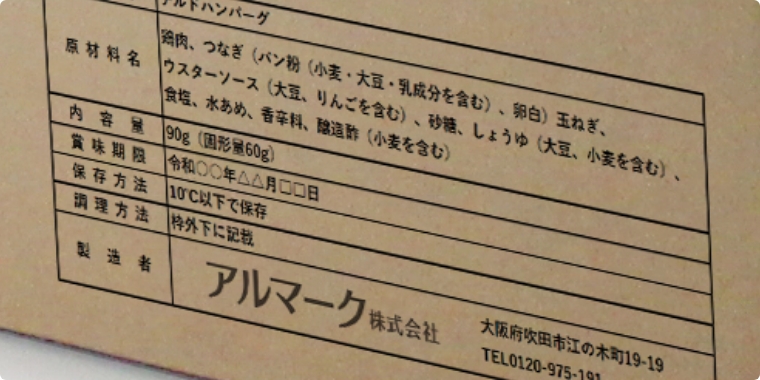 ルドハンバーグ
原材料名
鶏肉、つなぎ（パン粉（小麦・大豆・乳成分を含む）、卵白）玉ねぎ、
ウスターソース（大豆、りんごを含む）、砂糖、しょうゆ（大豆、小麦を含む）、
食塩、水あめ、香辛料、醸造酢（小麦を含む）
内容量
90g（固形量60g）
賞味期限
令和○○年△△月□□日
保存方法
10℃以下で保存
調理方法
枠外下に記載
製造者
アルマーク株式会社
大阪府吹田市江の木町19-19
TEL0120-975-191